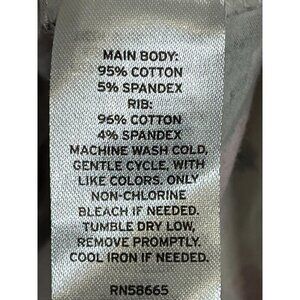 MAIN BODY:
95% COTTON
5% SPANDEX
RIB:
96% COTTON
4% SPANDEX
MACHINE WASH COLD,
GENTLE CYCLE, WITH
LIKE COLORS. ONLY
NON-CHLORINE
BLEACH IF NEEDED.
TUMBLE DRY LOW,
REMOVE PROMPTLY.
COOL IRON IF NEEDED.
RN58665